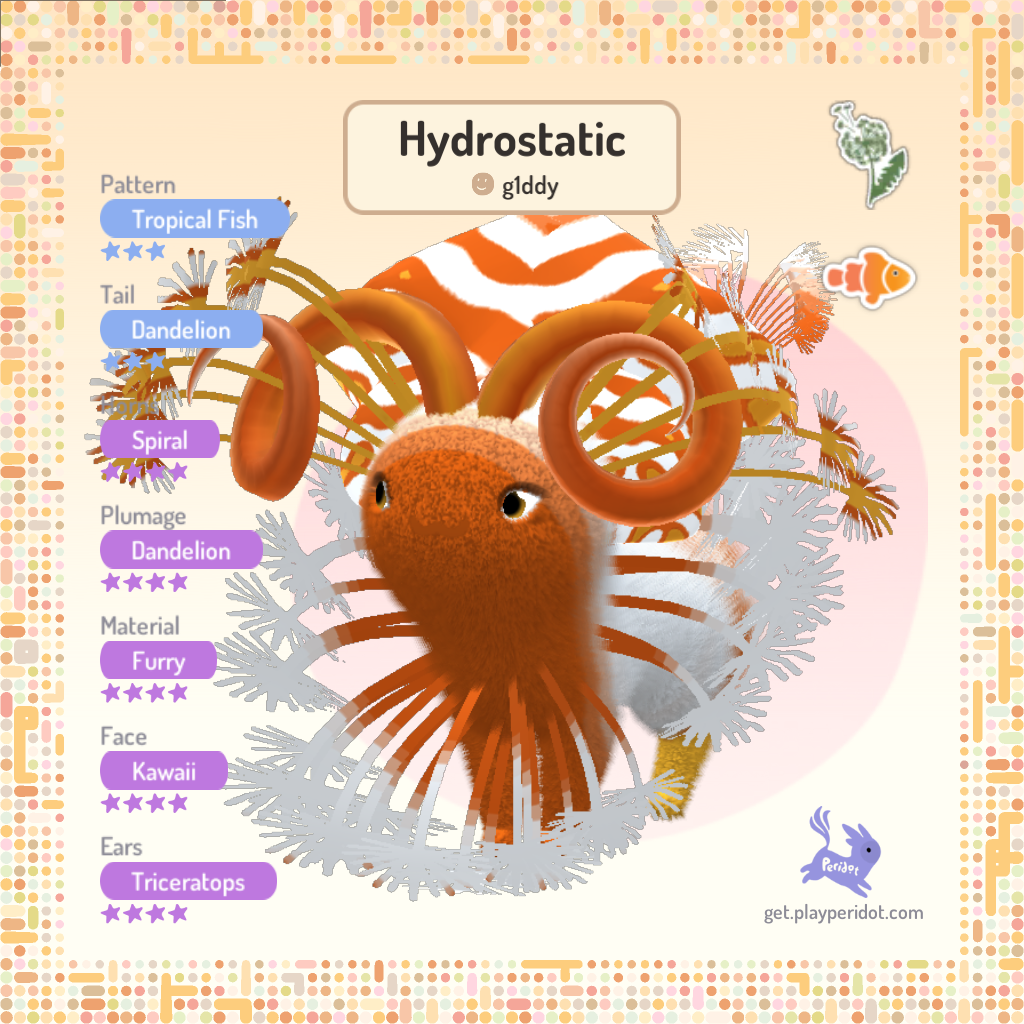 Hydrostatic
g1ddy
Pattern
Tropical Fish
Tail
Dandelion
Horns
Spiral
Plumage
Dandelion
Material
Furry
Face
Kawaii
Ears
Triceratops
Peridot
get.playperidot.com